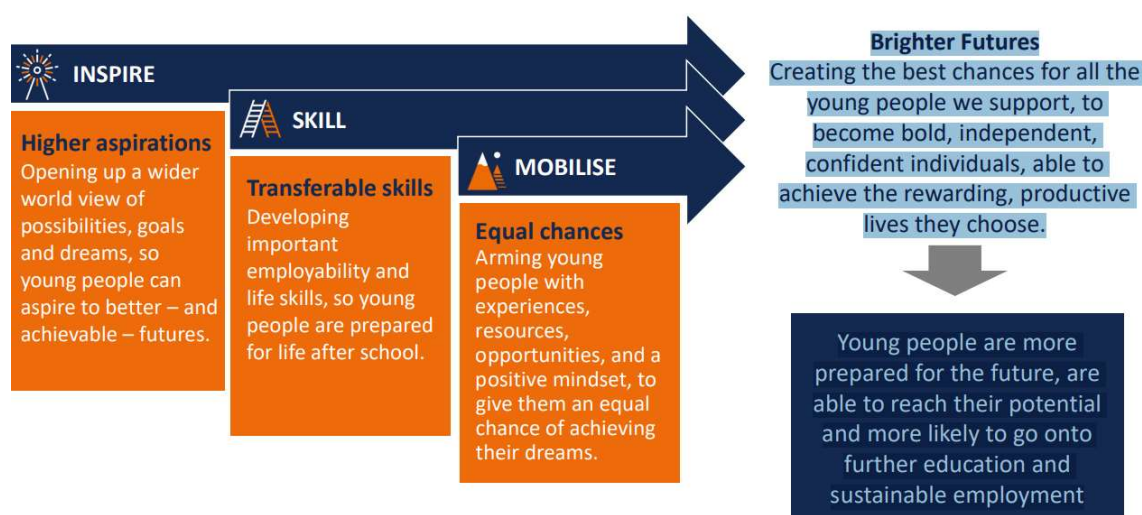 INSPIRE
Higher aspirations
Opening up a wider
world view of
possibilities, goals
and dreams, so
young people can
aspire to better – and
achievable – futures.
SKILL
Transferable skills
Developing
important
employability and
life skills, so young
people are prepared
for life after school.
MOBILISE
Equal chances
Arming young
people with
experiences,
resources,
opportunities, and a
positive mindset, to
give them an equal
chance of achieving
their dreams.
Brighter Futures
Creating the best chances for all the
young people we support, to
become bold, independent,
confident individuals, able to
achieve the rewarding, productive
lives they choose.
Young people are more
prepared for the future, are
able to reach their potential
and more likely to go onto
further education and
sustainable employment